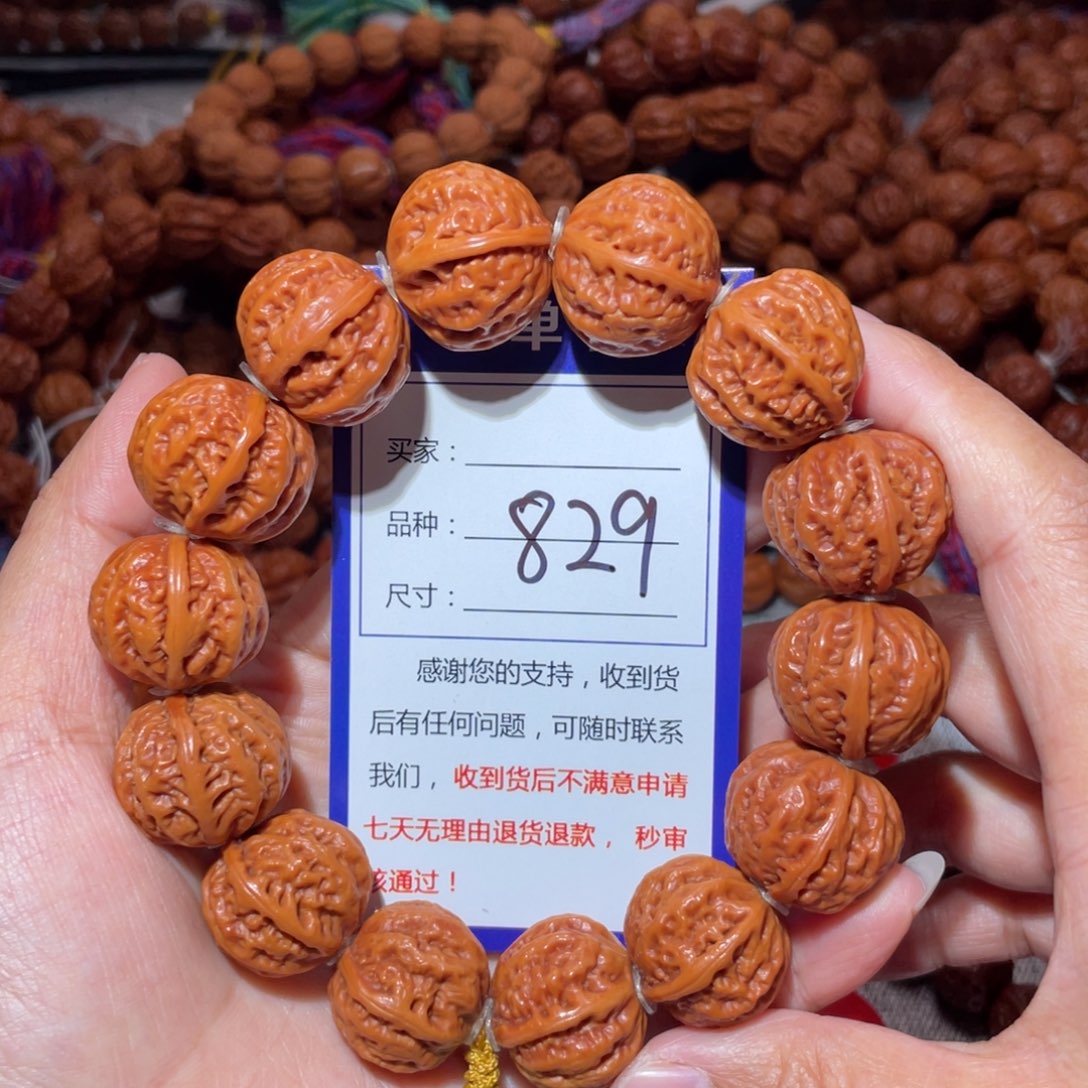 单
买家：
品种：829
尺寸：
感谢您的支持，收到货
后有任何问题，可随时联系
我们，收到货后不满意申请
七天无理由退货退款，秒审
核通过！